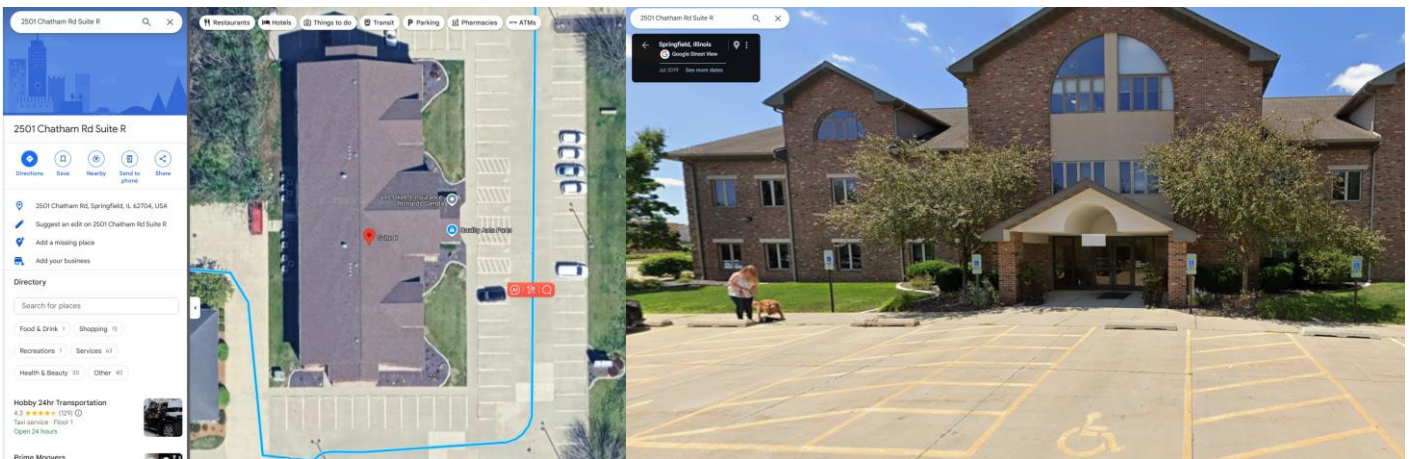 2501 Chatham Rd Suite R
2501 Chatham Rd Suite R
Directions
Save
Nearby
Send to phone
Share
2501 Chatham Rd, Springfield, IL 62704, USA
Suggest an edit on 2501 Chatham Rd Suite R
Add a missing place
Add your business
Directory
Search for places
Food & Drink 1
Shopping 15
Recreations 1
Services 63
Health & Beauty 20
Other 40
Hobby 24hr Transportation
4.3 (129)
Taxi service · Floor 1
Open 24 hours
Prime Moovers
Restaurants
Hotels
Things to do
Transit
Parking
Pharmacies
ATMs
Suite R
Quality Auto Parts
2501 Chatham Rd Suite R
Springfield, Illinois
Google Street View
Jul 2019 See more dates